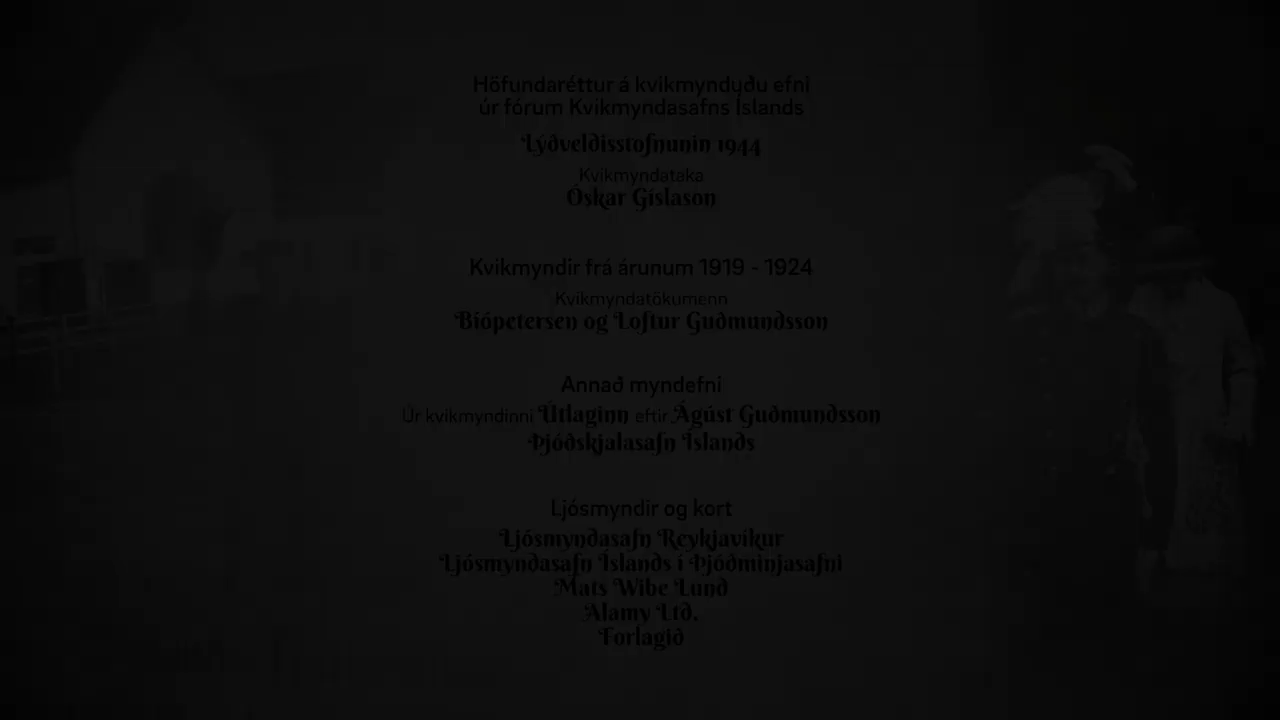 Höfundaréttur á kvikmynduðu efni
úr fórum Kvikmyndasafns Íslands
Lýðveldisstofnunin 1944
Kvikmyndataka
Óskar Gíslason
Kvikmyndir frá árunum 1919 - 1924
Kvikmyndatökumenn
Bíópetersen og Loftur Guðmundsson
Annað myndefni
Úr kvikmyndinni Útlaginn eftir Ágúst Guðmundsson
Þjóðskjalasafn Íslands
Ljósmyndir og kort
Ljósmyndasafn Reykjavíkur
Ljósmyndasafn Íslands í Þjóðminjasafni
Mats Wibe Lund
Alamy Ltd.
Forlagið